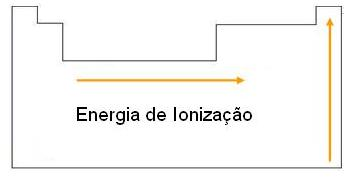 Energia de Ionização